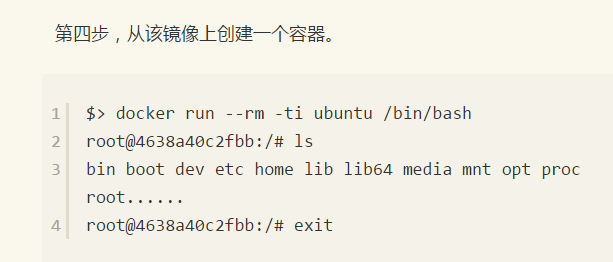 第四步，从该镜像上创建一个容器。
1 $> docker run --rm -ti ubuntu /bin/bash
2 root@4638a40c2fbb:/# ls
3 bin boot dev etc home lib lib64 media mnt opt proc
root......
4 root@4638a40c2fbb:/# exit